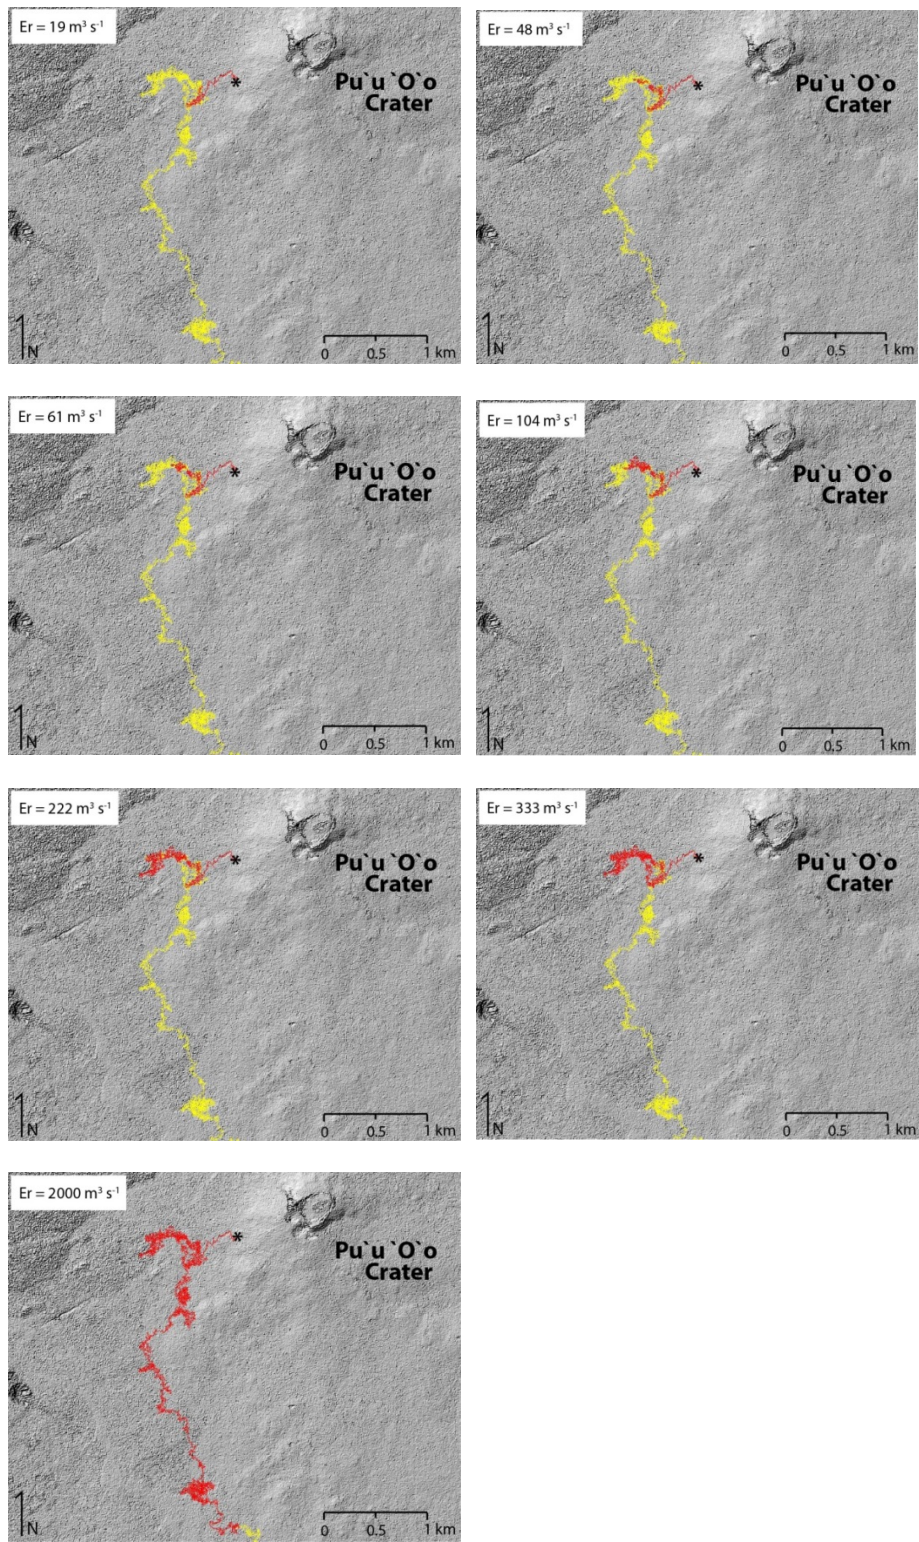 Er = 19 m³ s⁻¹
Pu`u `O`o
Crater
*
N
0 0.5 1 km
Er = 48 m³ s⁻¹
Pu`u `O`o
Crater
*
N
0 0.5 1 km
Er = 61 m³ s⁻¹
Pu`u `O`o
Crater
*
N
0 0.5 1 km
Er = 104 m³ s⁻¹
Pu`u `O`o
Crater
*
N
0 0.5 1 km
Er = 222 m³ s⁻¹
Pu`u `O`o
Crater
*
N
0 0.5 1 km
Er = 333 m³ s⁻¹
Pu`u `O`o
Crater
*
N
0 0.5 1 km
Er = 2000 m³ s⁻¹
Pu`u `O`o
Crater
*
N
0 0.5 1 km